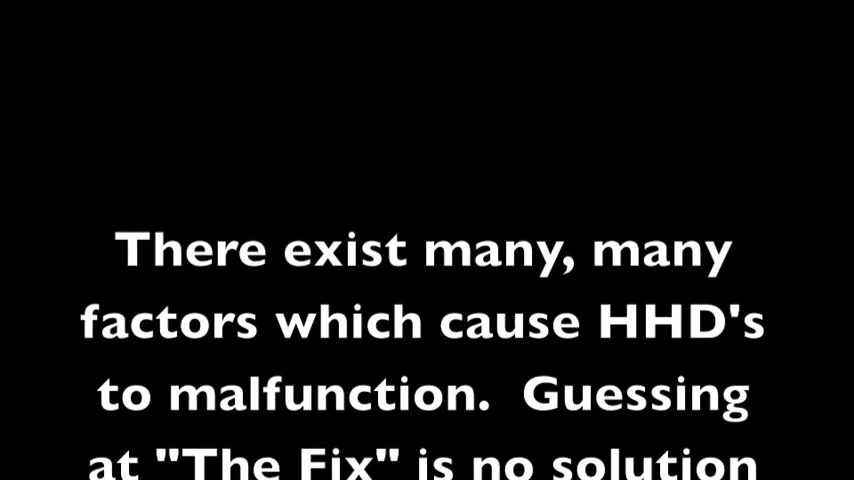 There exist many, many
factors which cause HHD's
to malfunction.  Guessing
at "The Fix" is no solution